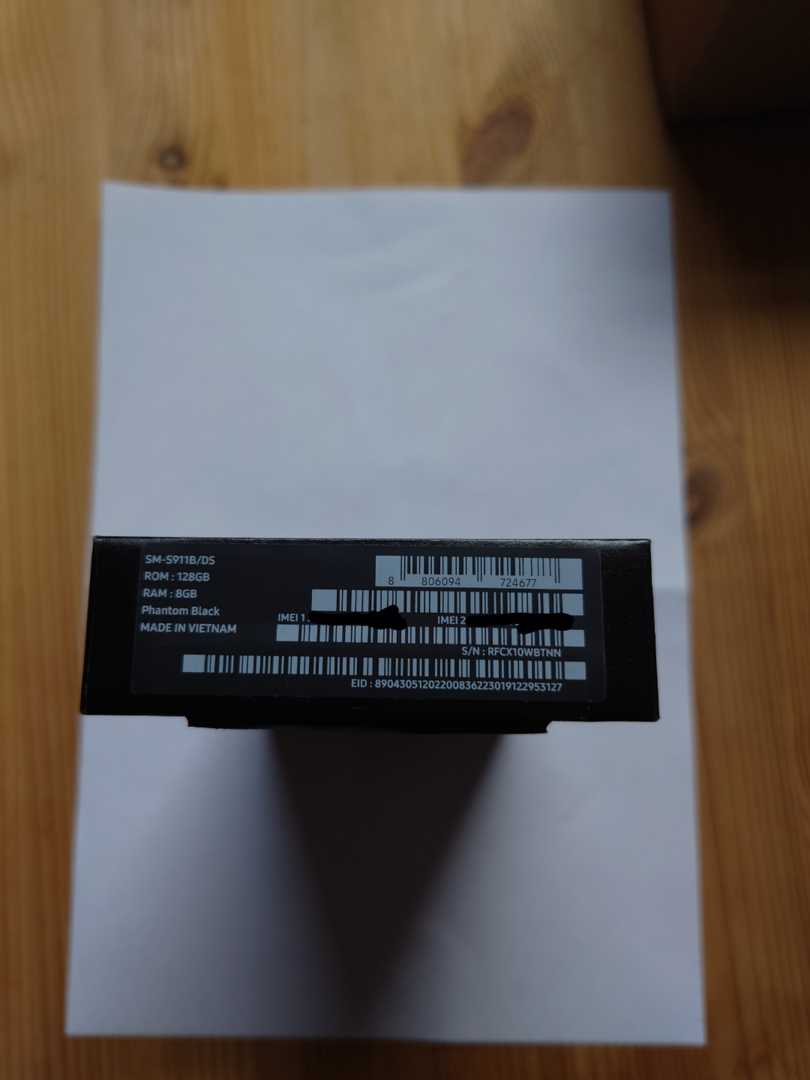 SM-S911B/DS
ROM : 128GB
RAM : 8GB
Phantom Black
MADE IN VIETNAM
8 806094 724677
IMEI 1 :
IMEI 2
S/N : RFCX10WBTNN
EID : 89043051202200836223019122953127